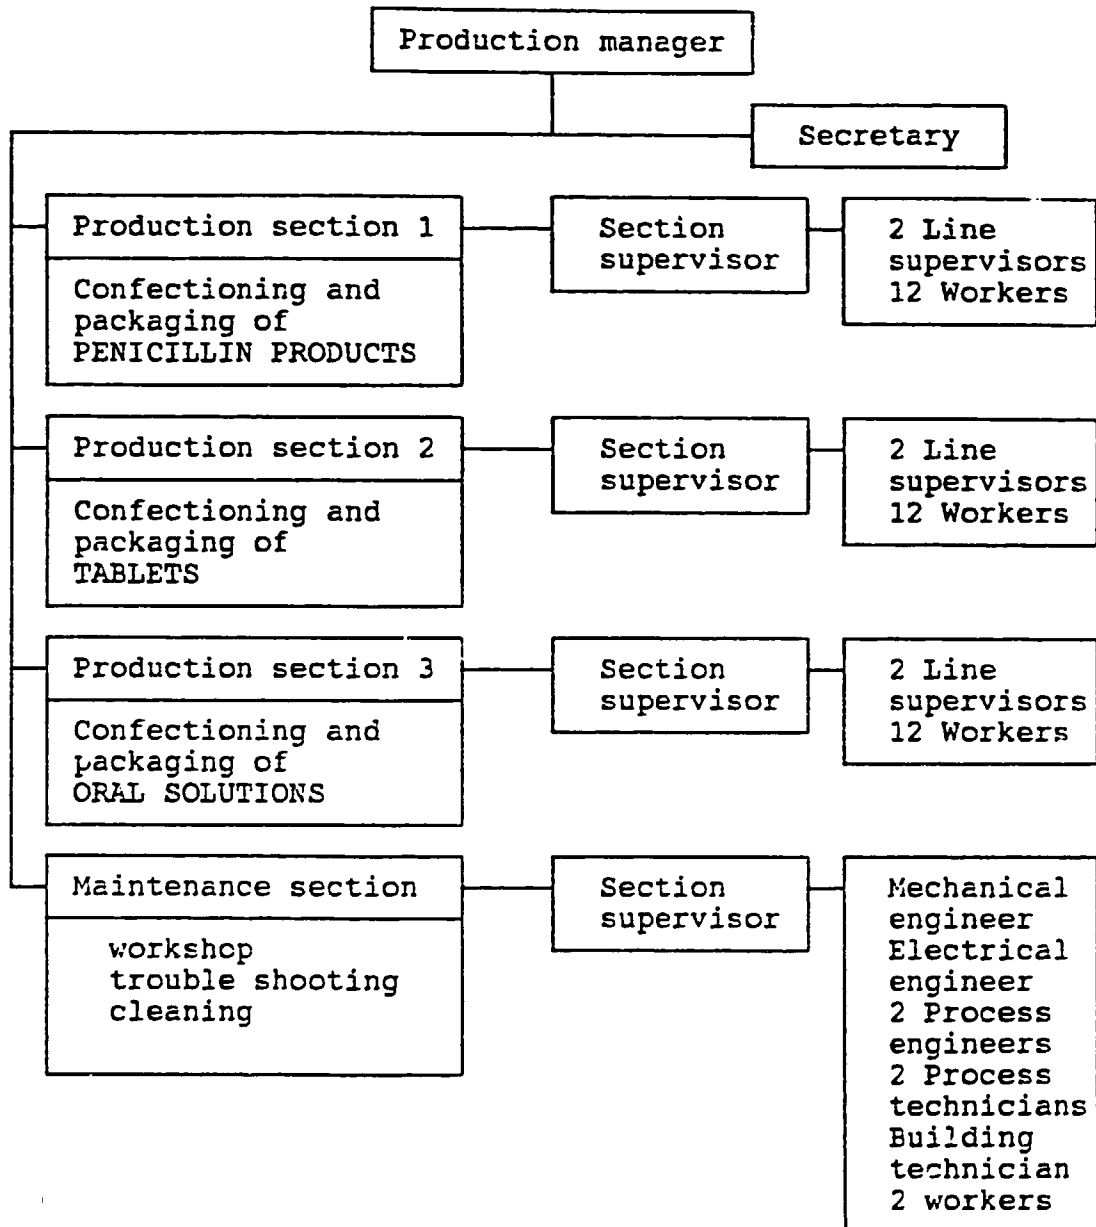 Production manager
Secretary
Production section 1
Confectioning and
packaging of
PENICILLIN PRODUCTS
Section
supervisor
2 Line
supervisors
12 Workers
Production section 2
Confectioning and
packaging of
TABLETS
Section
supervisor
2 Line
supervisors
12 Workers
Production section 3
Confectioning and
packaging of
ORAL SOLUTIONS
Section
supervisor
2 Line
supervisors
12 Workers
Maintenance section
workshop
trouble shooting
cleaning
Section
supervisor
Mechanical
engineer
Electrical
engineer
2 Process
engineers
2 Process
technicians
Building
technician
2 workers